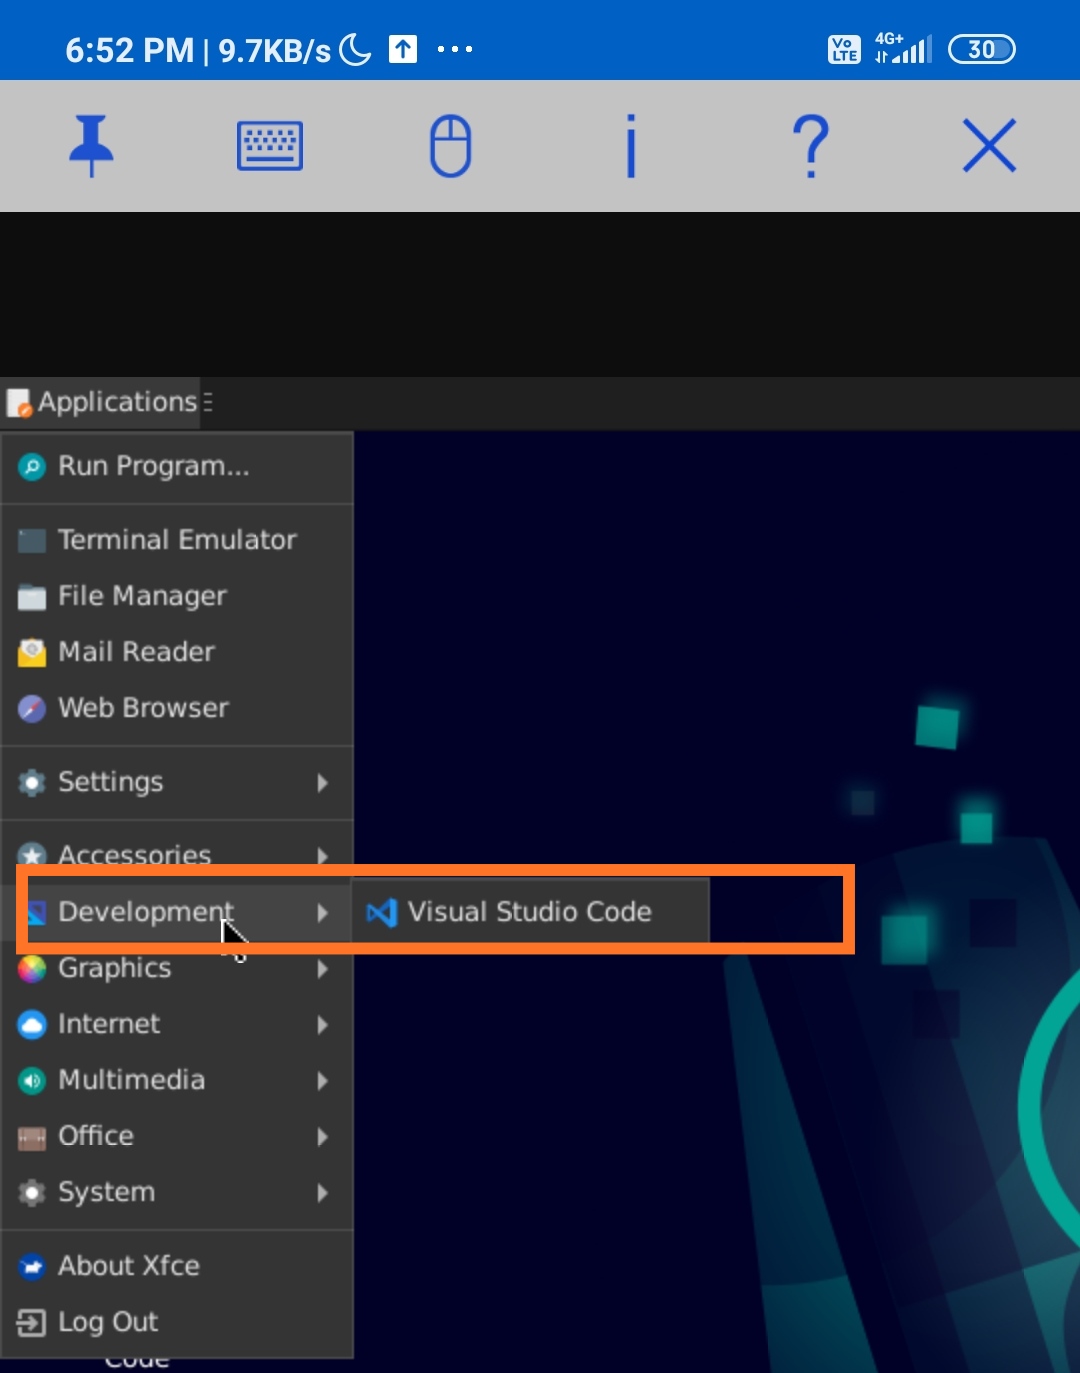 6:52 PM | 9.7KB/s ... Vo LTE 4G+ 30
i ?
Applications
Run Program...
Terminal Emulator
File Manager
Mail Reader
Web Browser
Settings
Accessories
Development Visual Studio Code
Graphics
Internet
Multimedia
Office
System
About Xfce
Log Out
Code